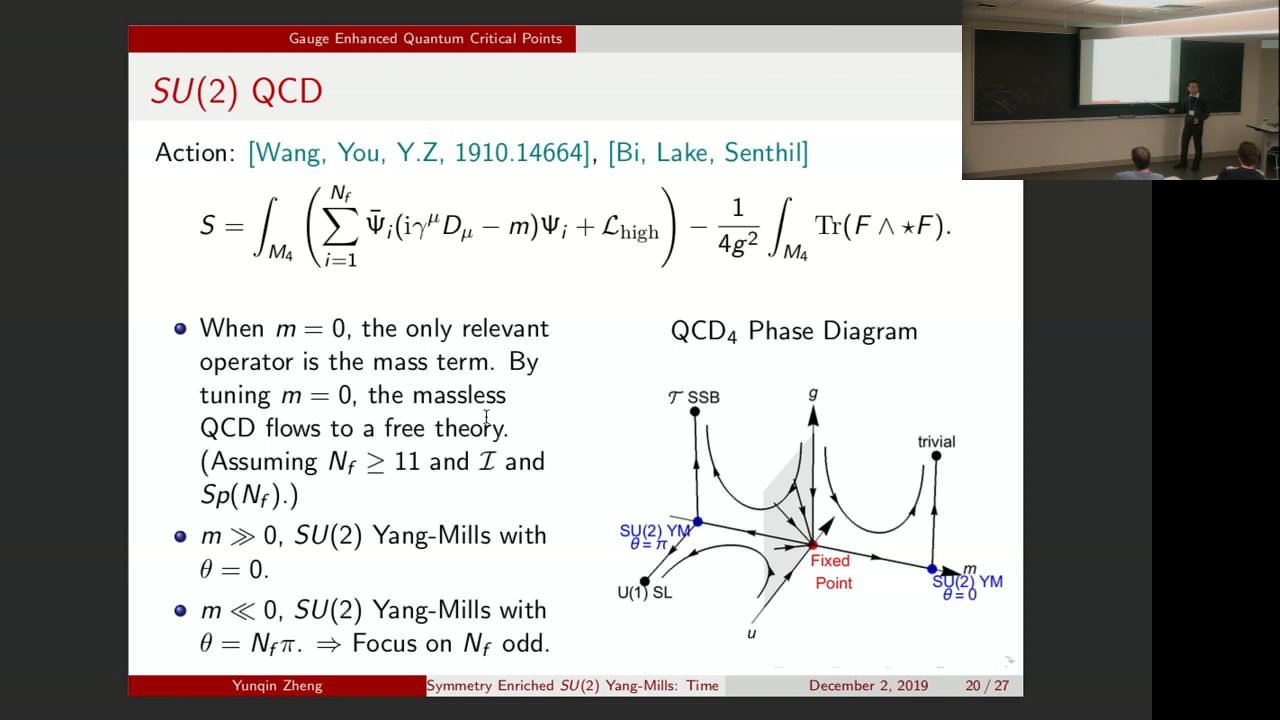 Gauge Enhanced Quantum Critical Points
SU(2) QCD
Action: [Wang, You, Y.Z, 1910.14664], [Bi, Lake, Senthil]
S = ∫_{M₄} ( ∑_{i=1}^{N_f} Ψ̄_i(iγ^μ D_μ − m)Ψ_i + ℒ_high ) − 1/(4g²) ∫_{M₄} Tr(F ∧ ⋆F).
When m = 0, the only relevant
operator is the mass term. By
tuning m = 0, the massless
QCD flows to a free theory.
(Assuming N_f ≥ 11 and ℐ and
Sp(N_f).)
m ≫ 0, SU(2) Yang-Mills with
θ = 0.
m ≪ 0, SU(2) Yang-Mills with
θ = N_f π. ⇒ Focus on N_f odd.
QCD₄ Phase Diagram
𝒯 SSB
g
trivial
SU(2) YM
θ = π
Fixed
Point
m
SU(2) YM
θ = 0
U(1) SL
u
Yunqin Zheng
Symmetry Enriched SU(2) Yang-Mills: Time
December 2, 2019
20 / 27